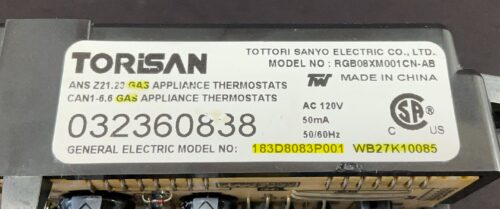 TOTTORI SANYO ELECTRIC CO., LTD.
TORiSAN
MODEL NO : RGB08XM001CN-AB
ANS Z21.23 GAS APPLIANCE THERMOSTATS
MADE IN CHINA
CAN1-6.6 GAS APPLIANCE THERMOSTATS
AC 120V
50mA
50/60Hz
032360838
C US
GENERAL ELECTRIC MODEL NO: 183D8083P001 WB27K10085